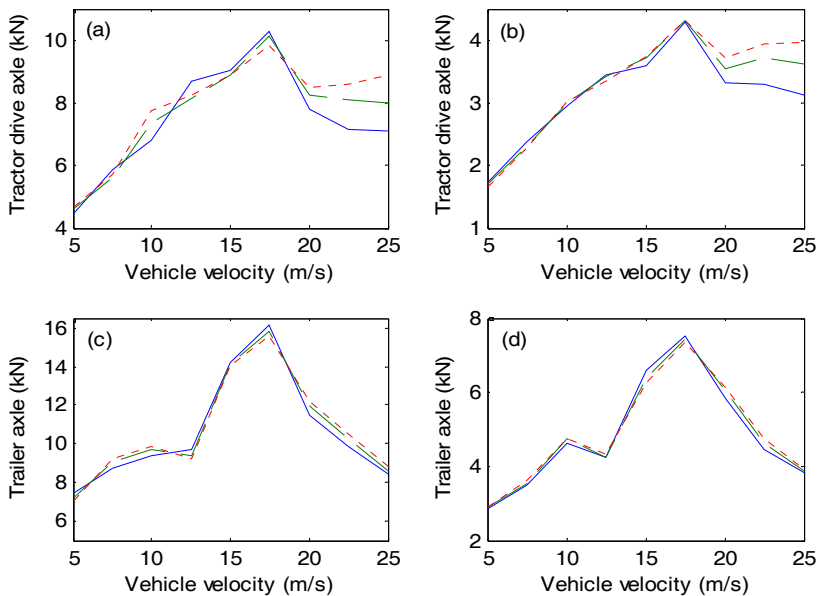 (a)
Tractor drive axle (kN)
10
8
6
4
5 10 15 20 25
Vehicle velocity (m/s)
(b)
Tractor drive axle (kN)
4
3
2
1
5 10 15 20 25
Vehicle velocity (m/s)
(c)
Trailer axle (kN)
16
14
12
10
8
6
5 10 15 20 25
Vehicle velocity (m/s)
(d)
Trailer axle (kN)
8
6
4
2
5 10 15 20 25
Vehicle velocity (m/s)